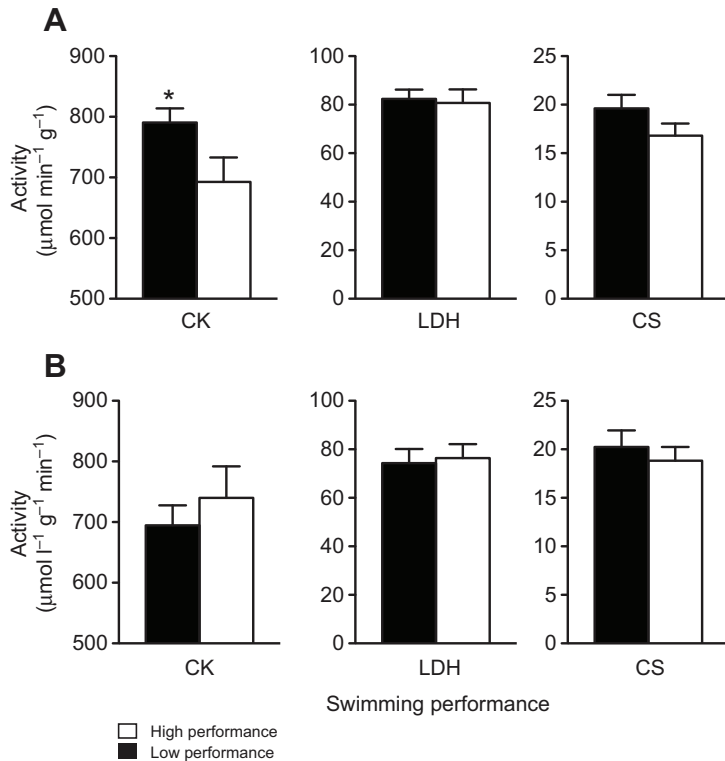 A
Activity
(µmol min⁻¹ g⁻¹)
900
800
700
600
500
*
CK
100
80
60
40
20
0
LDH
25
20
15
10
5
0
CS
B
Activity
(µmol l⁻¹ g⁻¹ min⁻¹)
900
800
700
600
500
CK
100
80
60
40
20
0
LDH
25
20
15
10
5
0
CS
Swimming performance
High performance
Low performance